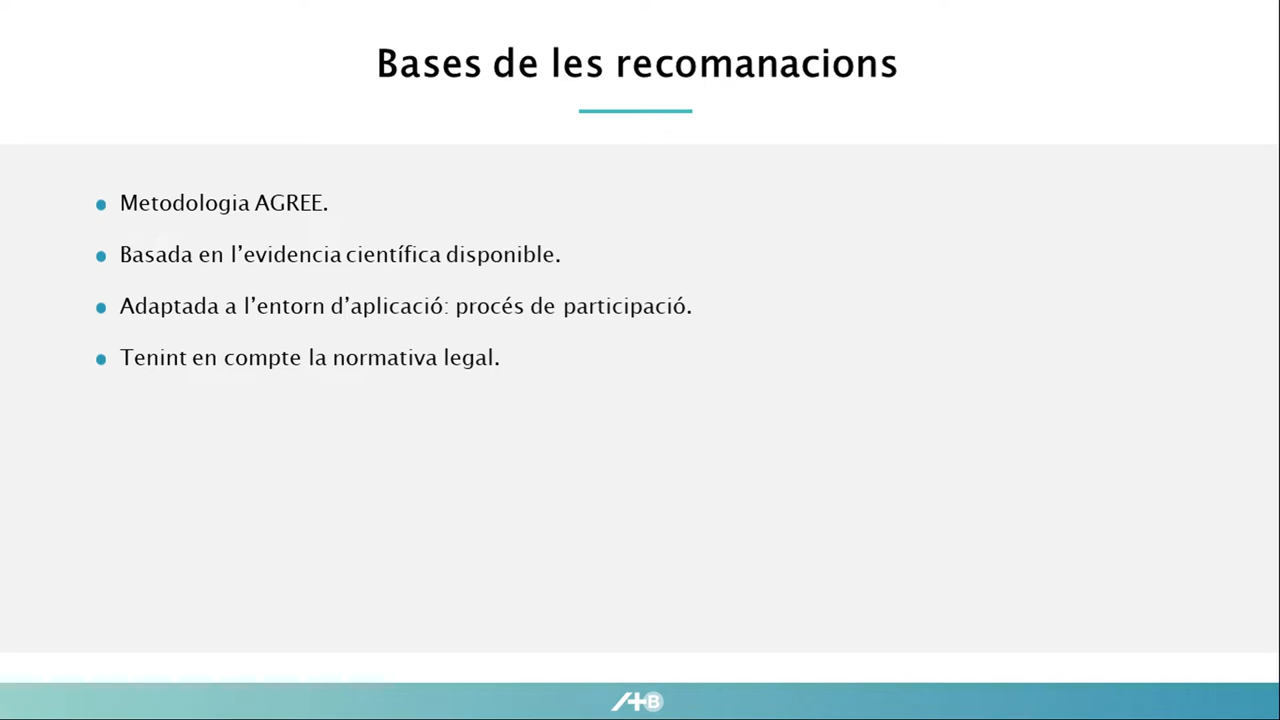 Bases de les recomanacions
Metodologia AGREE.
Basada en l’evidencia científica disponible.
Adaptada a l’entorn d’aplicació: procés de participació.
Tenint en compte la normativa legal.